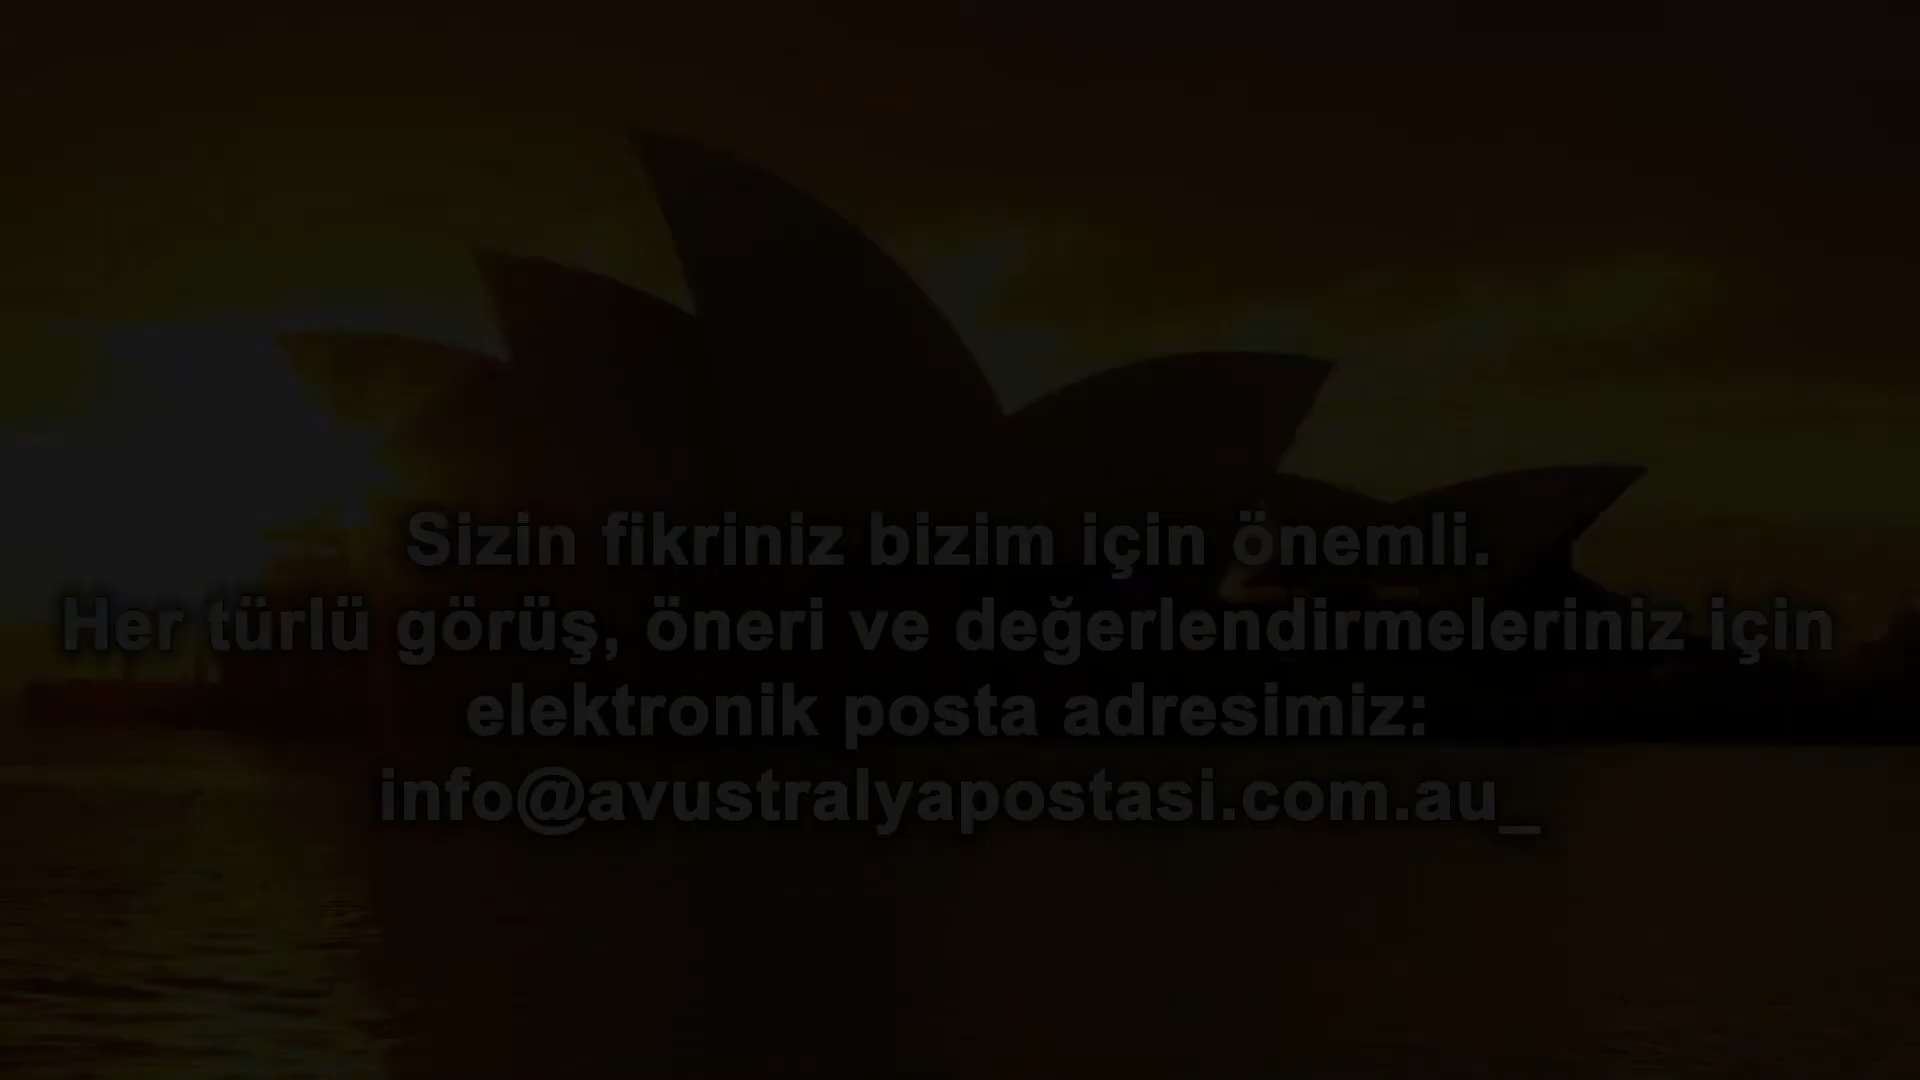 Sizin fikriniz bizim için önemli.
Her türlü görüş, öneri ve değerlendirmeleriniz için
elektronik posta adresimiz:
info@avustralyapostasi.com.au_